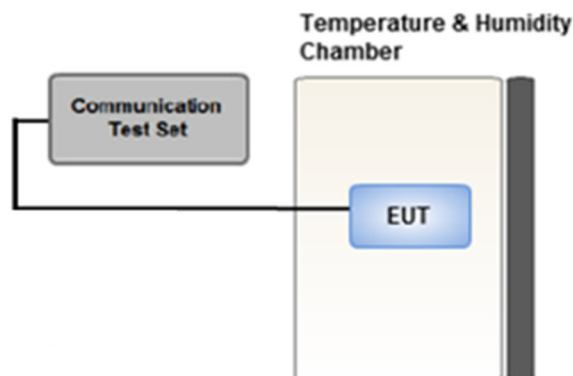 Temperature & Humidity
Chamber
Communication
Test Set
EUT